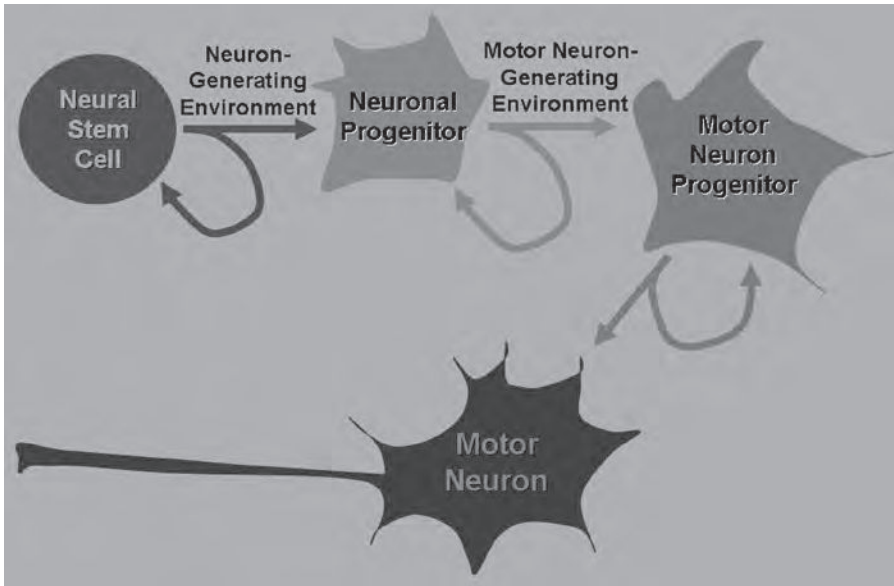 Neural
Stem
Cell
Neuron-
Generating
Environment
Neuronal
Progenitor
Motor Neuron-
Generating
Environment
Motor
Neuron
Progenitor
Motor
Neuron